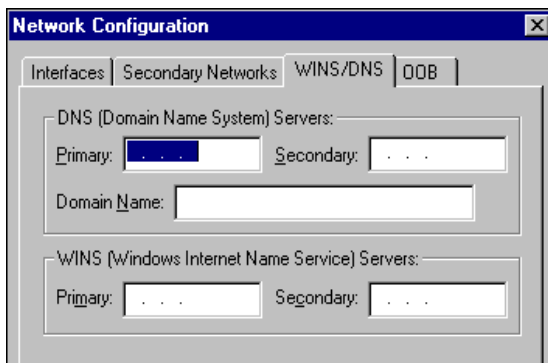 Network Configuration
Interfaces Secondary Networks WINS/DNS OOB
DNS (Domain Name System) Servers:
Primary: . . . Secondary: . . .
Domain Name:
WINS (Windows Internet Name Service) Servers:
Primary: . . . Secondary: . . .